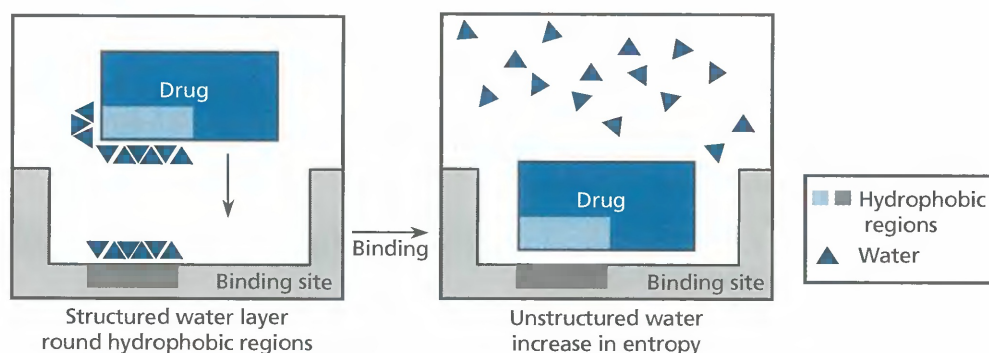 Drug
Binding site
Structured water layer
round hydrophobic regions
Binding
Drug
Binding site
Unstructured water
increase in entropy
Hydrophobic
regions
Water